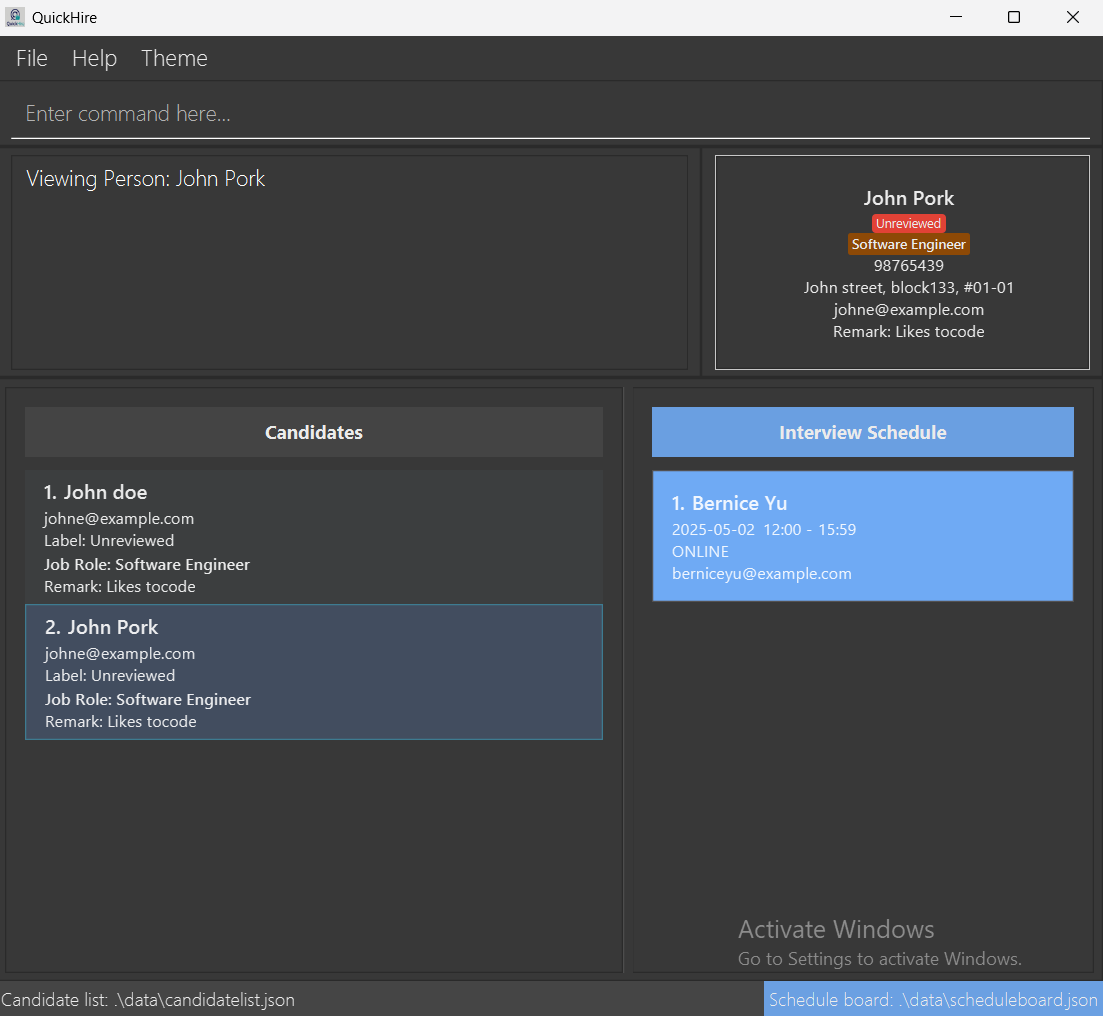 QuickHire
File Help Theme
Enter command here...
Viewing Person: John Pork
John Pork
Unreviewed
Software Engineer
98765439
John street, block133, #01-01
johne@example.com
Remark: Likes tocode
Candidates
1. John doe
johne@example.com
Label: Unreviewed
Job Role: Software Engineer
Remark: Likes tocode
2. John Pork
johne@example.com
Label: Unreviewed
Job Role: Software Engineer
Remark: Likes tocode
Interview Schedule
1. Bernice Yu
2025-05-02 12:00 - 15:59
ONLINE
berniceyu@example.com
Activate Windows
Go to Settings to activate Windows.
Candidate list: .\data\candidatelist.json
Schedule board: .\data\scheduleboard.json